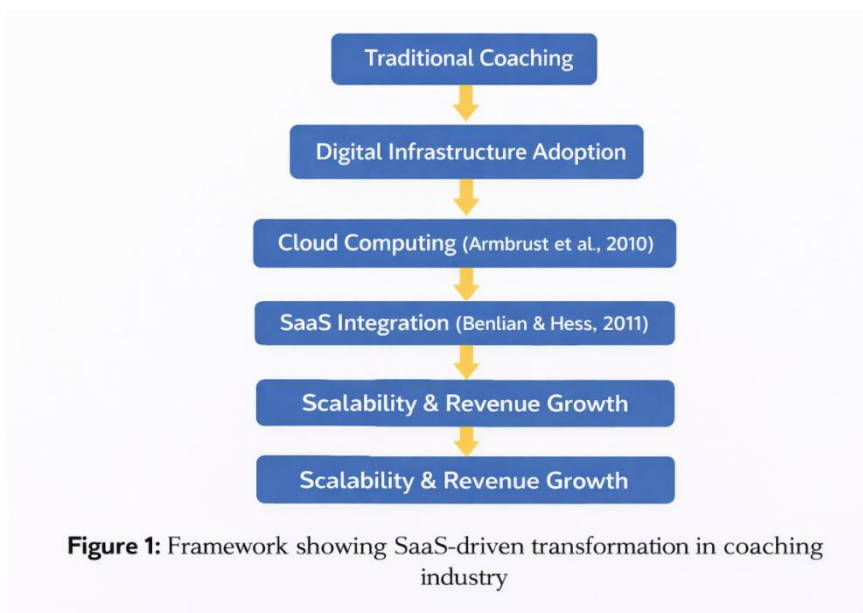 Traditional Coaching
Digital Infrastructure Adoption
Cloud Computing (Armbrust et al., 2010)
SaaS Integration (Benlian & Hess, 2011)
Scalability & Revenue Growth
Scalability & Revenue Growth
Figure 1: Framework showing SaaS-driven transformation in coaching
industry